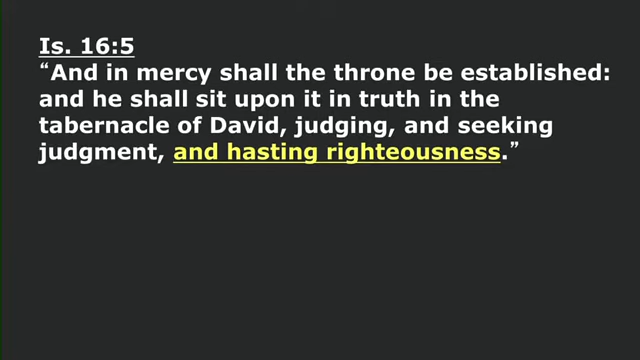 Is. 16:5
“And in mercy shall the throne be established:
and he shall sit upon it in truth in the
tabernacle of David, judging, and seeking
judgment, and hasting righteousness.”